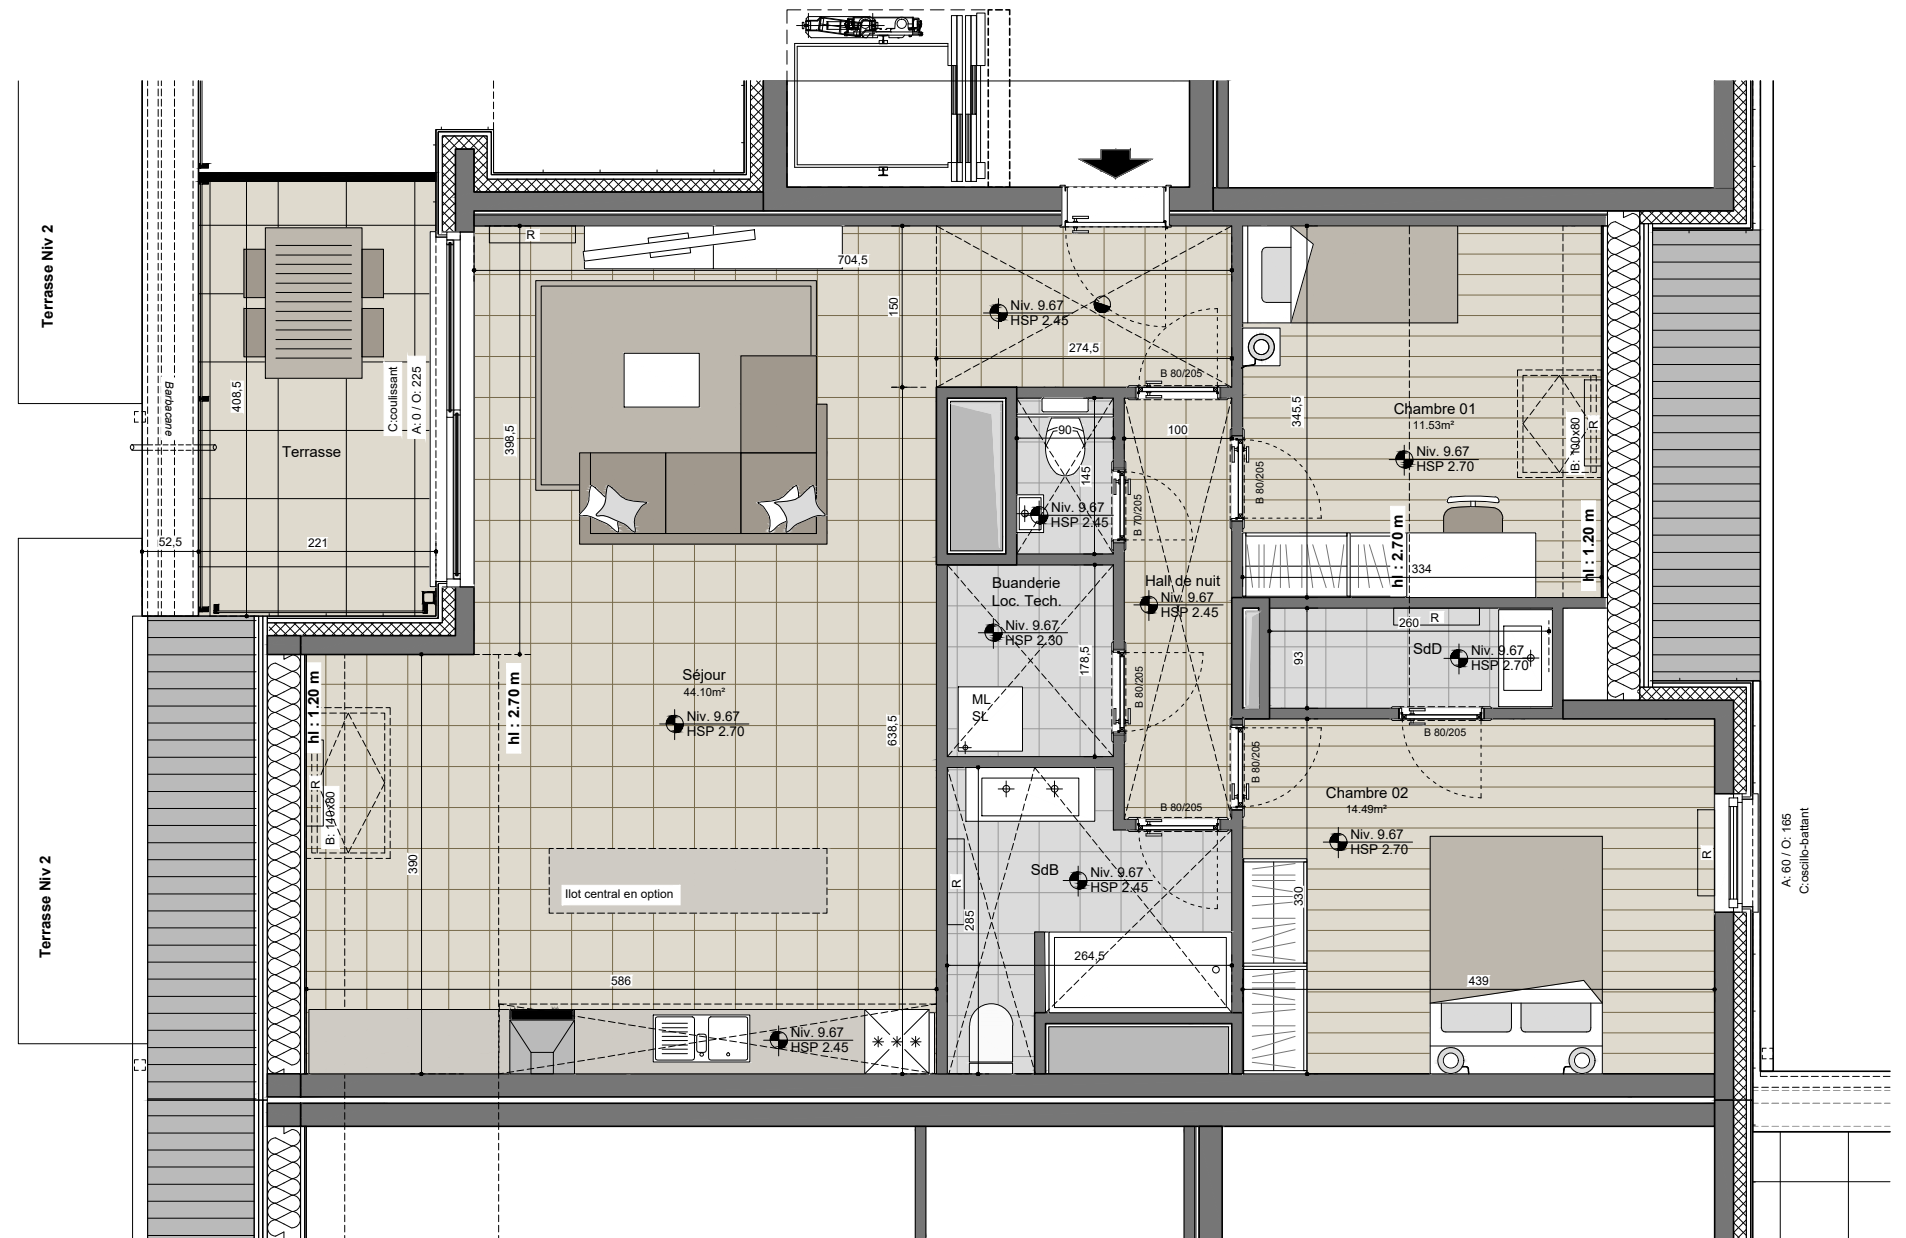 Terrasse Niv 2
Terrasse Niv 2
Barbacane
408,5
Terrasse
52,5
221
C:coulissant
A: 0 / O: 225
R
704,5
150
398,5
Niv. 9.67
HSP 2.45
274,5
B 80/205
90
145
Niv. 9.67
HSP 2.45
B 70/205
100
B 80/205
345,5
Chambre 01
11.53m²
Niv. 9.67
HSP 2.70
IB: 100x80
R
hl : 2.70 m
hl : 1.20 m
334
Buanderie
Loc. Tech.
Niv. 9.67
HSP 2.30
178,5
ML
SL
Hall de nuit
Niv. 9.67
HSP 2.45
B 80/205
R
260
93
SdD
Niv. 9.67
HSP 2.70
B 80/205
hl : 1.20 m
hl : 2.70 m
R
B: 140x80
390
Séjour
44.10m²
Niv. 9.67
HSP 2.70
638,5
Ilot central en option
586
Niv. 9.67
HSP 2.45
B 80/205
B 80/205
SdB
Niv. 9.67
HSP 2.45
R
285
264,5
Chambre 02
14.49m²
Niv. 9.67
HSP 2.70
330
439
R
A: 60 / O: 165
C:oscillo-battant